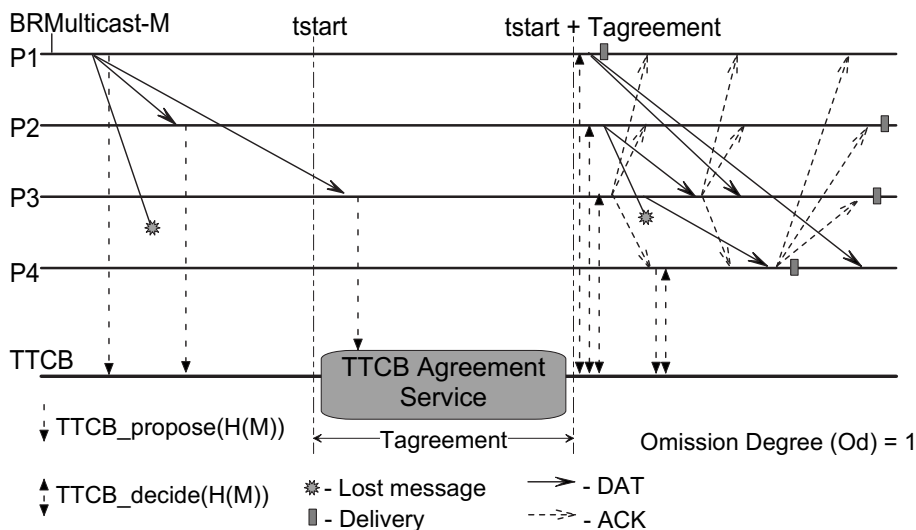 BRMulticast-M
tstart
tstart + Tagreement
P1
P2
P3
P4
TTCB
TTCB Agreement
Service
TTCB_propose(H(M))
Tagreement
Omission Degree (Od) = 1
TTCB_decide(H(M))
- Lost message
- DAT
- Delivery
- ACK